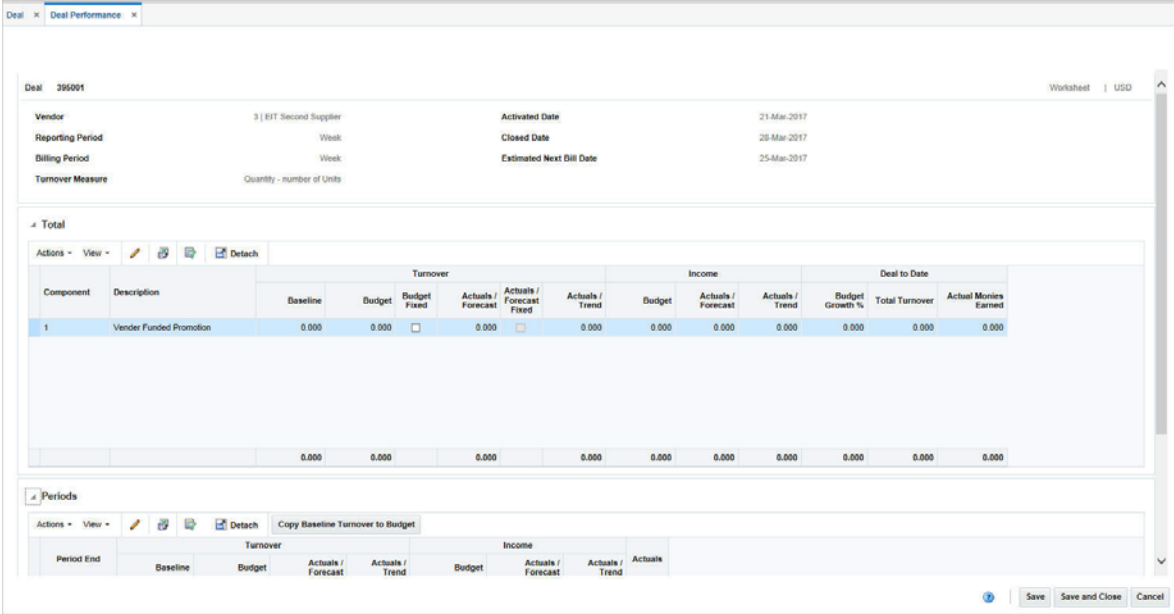 Deal × Deal Performance ×
Deal 395001 Worksheet | USD
Vendor 3 | EIT Second Supplier Activated Date 21-Mar-2017
Reporting Period Week Closed Date 28-Mar-2017
Billing Period Week Estimated Next Bill Date 25-Mar-2017
Turnover Measure Quantity - number of Units
Total
Actions View Detach
Turnover Income Deal to Date
Component Description Baseline Budget Budget Fixed Actuals / Forecast Actuals / Forecast Fixed Actuals / Trend Budget Actuals / Forecast Actuals / Trend Budget Growth % Total Turnover Actual Monies Earned
1 Vender Funded Promotion 0.000 0.000 0.000 0.000 0.000 0.000 0.000 0.000 0.000 0.000
0.000 0.000 0.000 0.000 0.000 0.000 0.000 0.000 0.000 0.000
Periods
Actions View Detach Copy Baseline Turnover to Budget
Turnover Income
Period End Baseline Budget Actuals / Forecast Actuals / Trend Budget Actuals / Forecast Actuals / Trend Actuals
? Save Save and Close Cancel